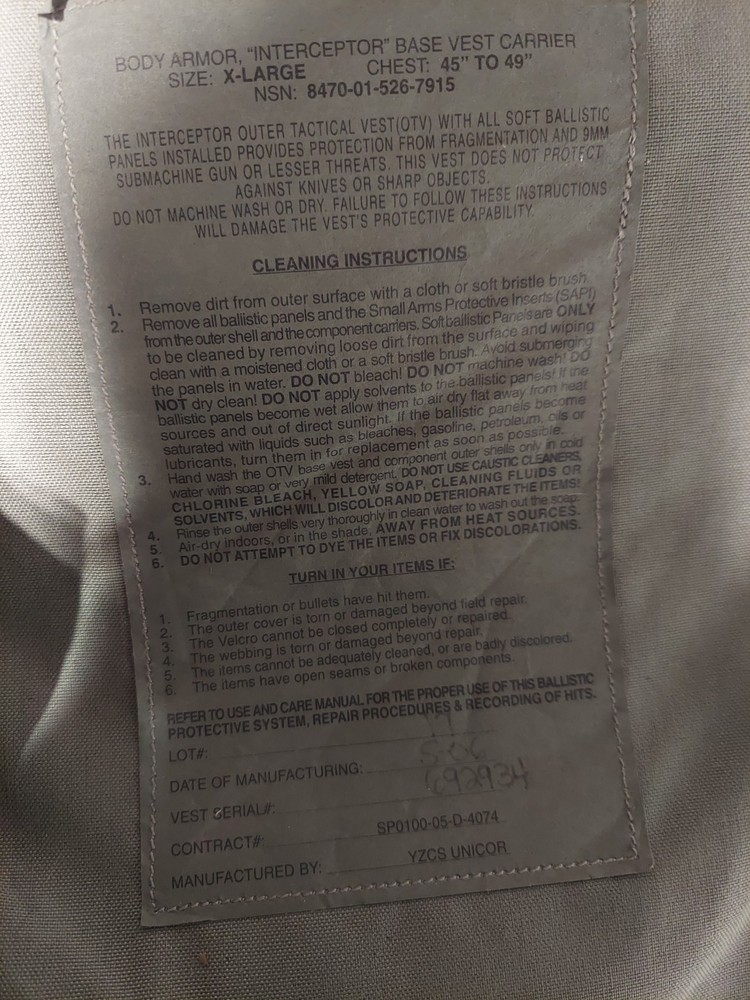 BODY ARMOR, "INTERCEPTOR" BASE VEST CARRIER
SIZE: X-LARGE CHEST: 45" TO 49"
NSN: 8470-01-526-7915
THE INTERCEPTOR OUTER TACTICAL VEST(OTV) WITH ALL SOFT BALLISTIC
PANELS INSTALLED PROVIDES PROTECTION FROM FRAGMENTATION AND 9MM
SUBMACHINE GUN OR LESSER THREATS. THIS VEST DOES NOT PROTECT
AGAINST KNIVES OR SHARP OBJECTS.
DO NOT MACHINE WASH OR DRY. FAILURE TO FOLLOW THESE INSTRUCTIONS
WILL DAMAGE THE VEST'S PROTECTIVE CAPABILITY.
CLEANING INSTRUCTIONS
1. Remove dirt from outer surface with a cloth or soft bristle brush.
2. Remove all ballistic panels and the Small Arms Protective Inserts (SAPI)
from the outer shell and the component carriers. Soft ballistic Panels are ONLY
to be cleaned by removing loose dirt from the surface and wiping
clean with a moistened cloth or a soft bristle brush. Avoid submerging
the panels in water. DO NOT bleach! DO NOT machine wash! DO
NOT dry clean! DO NOT apply solvents to the ballistic panels! If the
ballistic panels become wet allow them to air dry flat away from heat
sources and out of direct sunlight. If the ballistic panels become
saturated with liquids such as bleaches, gasoline, petroleum, oils or
lubricants, turn them in for replacement as soon as possible.
3. Hand wash the OTV base vest and component outer shells only in cold
water with soap or very mild detergent. DO NOT USE CAUSTIC CLEANERS,
CHLORINE BLEACH, YELLOW SOAP, CLEANING FLUIDS OR
SOLVENTS, WHICH WILL DISCOLOR AND DETERIORATE THE ITEMS!
4. Rinse the outer shells very thoroughly in clean water to wash out the soap.
5. Air-dry indoors, or in the shade, AWAY FROM HEAT SOURCES.
6. DO NOT ATTEMPT TO DYE THE ITEMS OR FIX DISCOLORATIONS.
TURN IN YOUR ITEMS IF:
1. Fragmentation or bullets have hit them.
2. The outer cover is torn or damaged beyond field repair.
3. The Velcro cannot be closed completely or repaired.
4. The webbing is torn or damaged beyond repair.
5. The items cannot be adequately cleaned, or are badly discolored.
6. The items have open seams or broken components.
REFER TO USE AND CARE MANUAL FOR THE PROPER USE OF THIS BALLISTIC
PROTECTIVE SYSTEM, REPAIR PROCEDURES & RECORDING OF HITS.
LOT#:
DATE OF MANUFACTURING: 5-06
VEST SERIAL#: 692934
CONTRACT#: SP0100-05-D-4074
MANUFACTURED BY: YZCS UNICOR